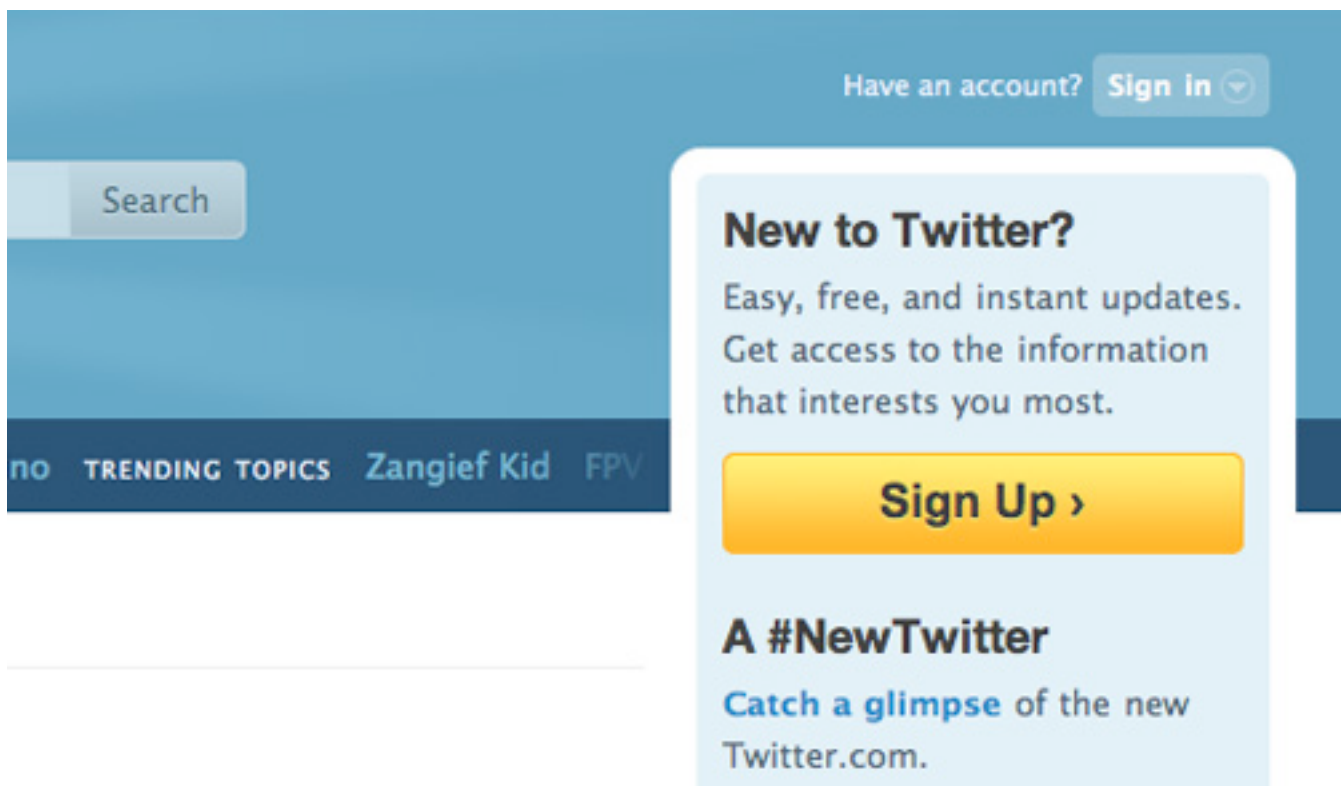 Have an account? Sign in
Search
New to Twitter?
Easy, free, and instant updates.
Get access to the information
that interests you most.
no TRENDING TOPICS Zangief Kid FPV
Sign Up ›
A #NewTwitter
Catch a glimpse of the new
Twitter.com.